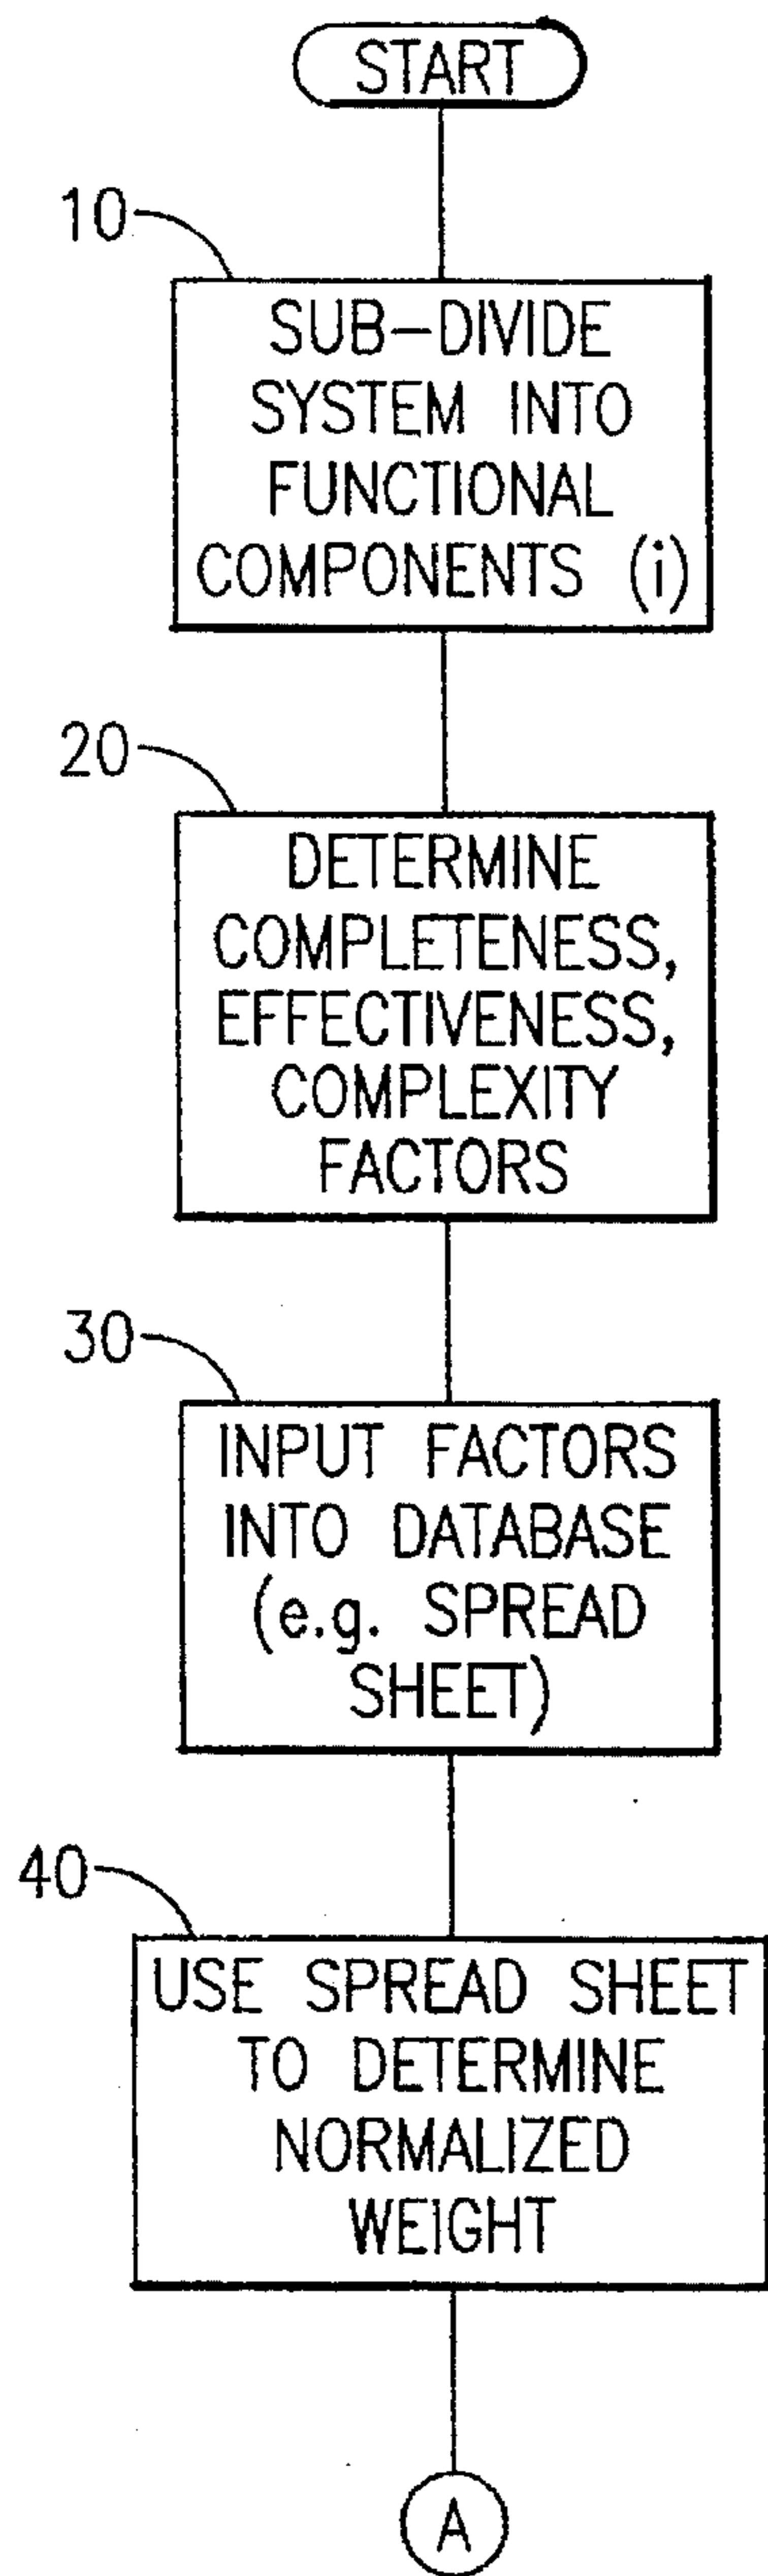 START
10
SUB-DIVIDE
SYSTEM INTO
FUNCTIONAL
COMPONENTS (i)
20
DETERMINE
COMPLETENESS,
EFFECTIVENESS,
COMPLEXITY
FACTORS
30
INPUT FACTORS
INTO DATABASE
(e.g. SPREAD
SHEET)
40
USE SPREAD SHEET
TO DETERMINE
NORMALIZED
WEIGHT
A